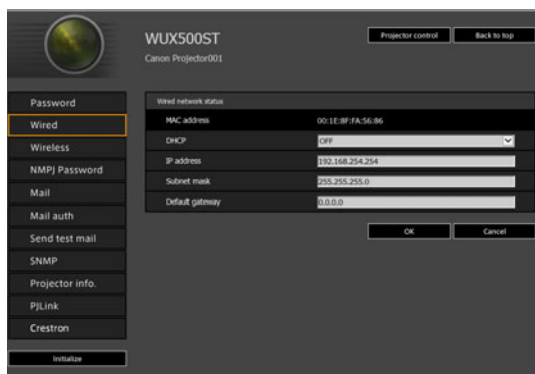 WUX500ST
Projector control
Back to top
Canon Projector001
Password
Wired
Wireless
NMPJ Password
Mail
Mail auth
Send test mail
SNMP
Projector info.
PJLink
Crestron
Initialize
Wired network status
MAC address 00:1E:8F:FA:56:86
DHCP OFF
IP address 192.168.254.254
Subnet mask 255.255.255.0
Default gateway 0.0.0.0
OK
Cancel